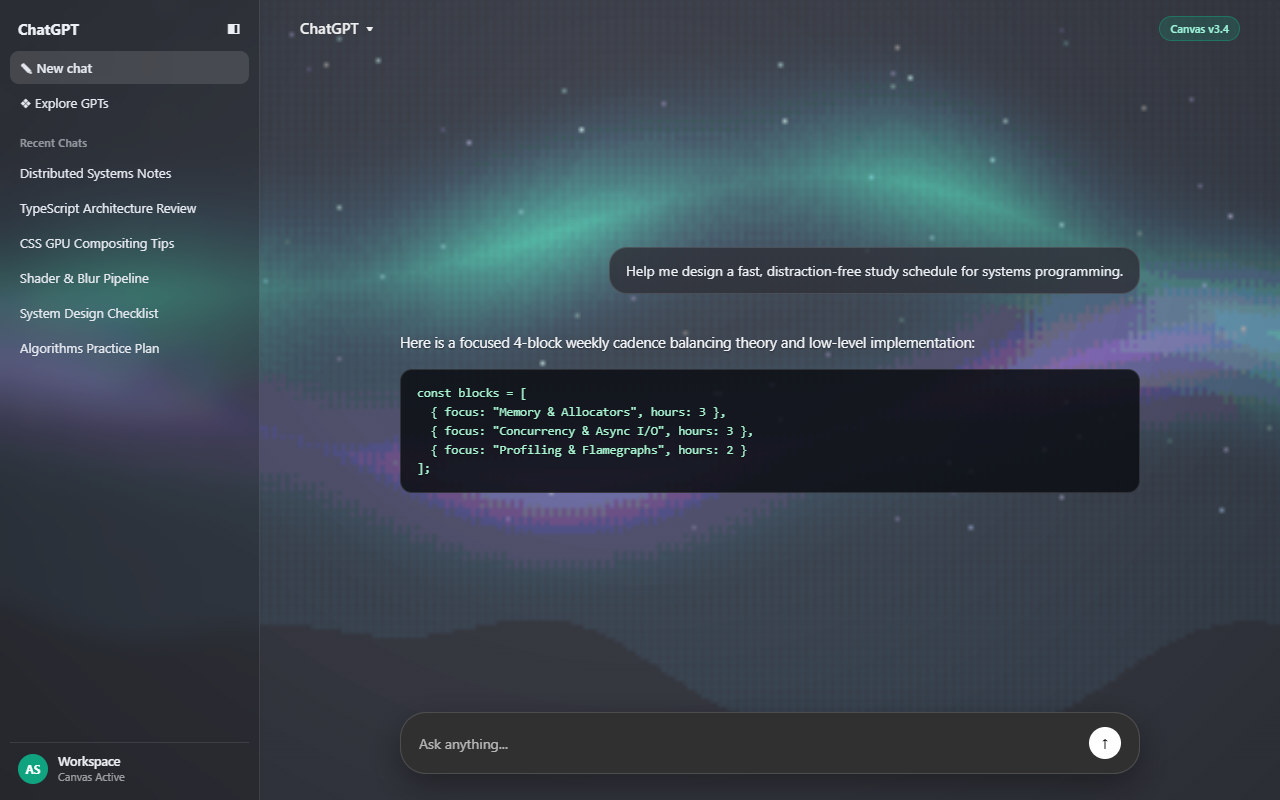 ChatGPT
New chat
Explore GPTs
Recent Chats
Distributed Systems Notes
TypeScript Architecture Review
CSS GPU Compositing Tips
Shader & Blur Pipeline
System Design Checklist
Algorithms Practice Plan
AS
Workspace
Canvas Active
ChatGPT
Canvas v3.4
Help me design a fast, distraction-free study schedule for systems programming.
Here is a focused 4-block weekly cadence balancing theory and low-level implementation:
const blocks = [
  { focus: "Memory & Allocators", hours: 3 },
  { focus: "Concurrency & Async I/O", hours: 3 },
  { focus: "Profiling & Flamegraphs", hours: 2 }
];
Ask anything...